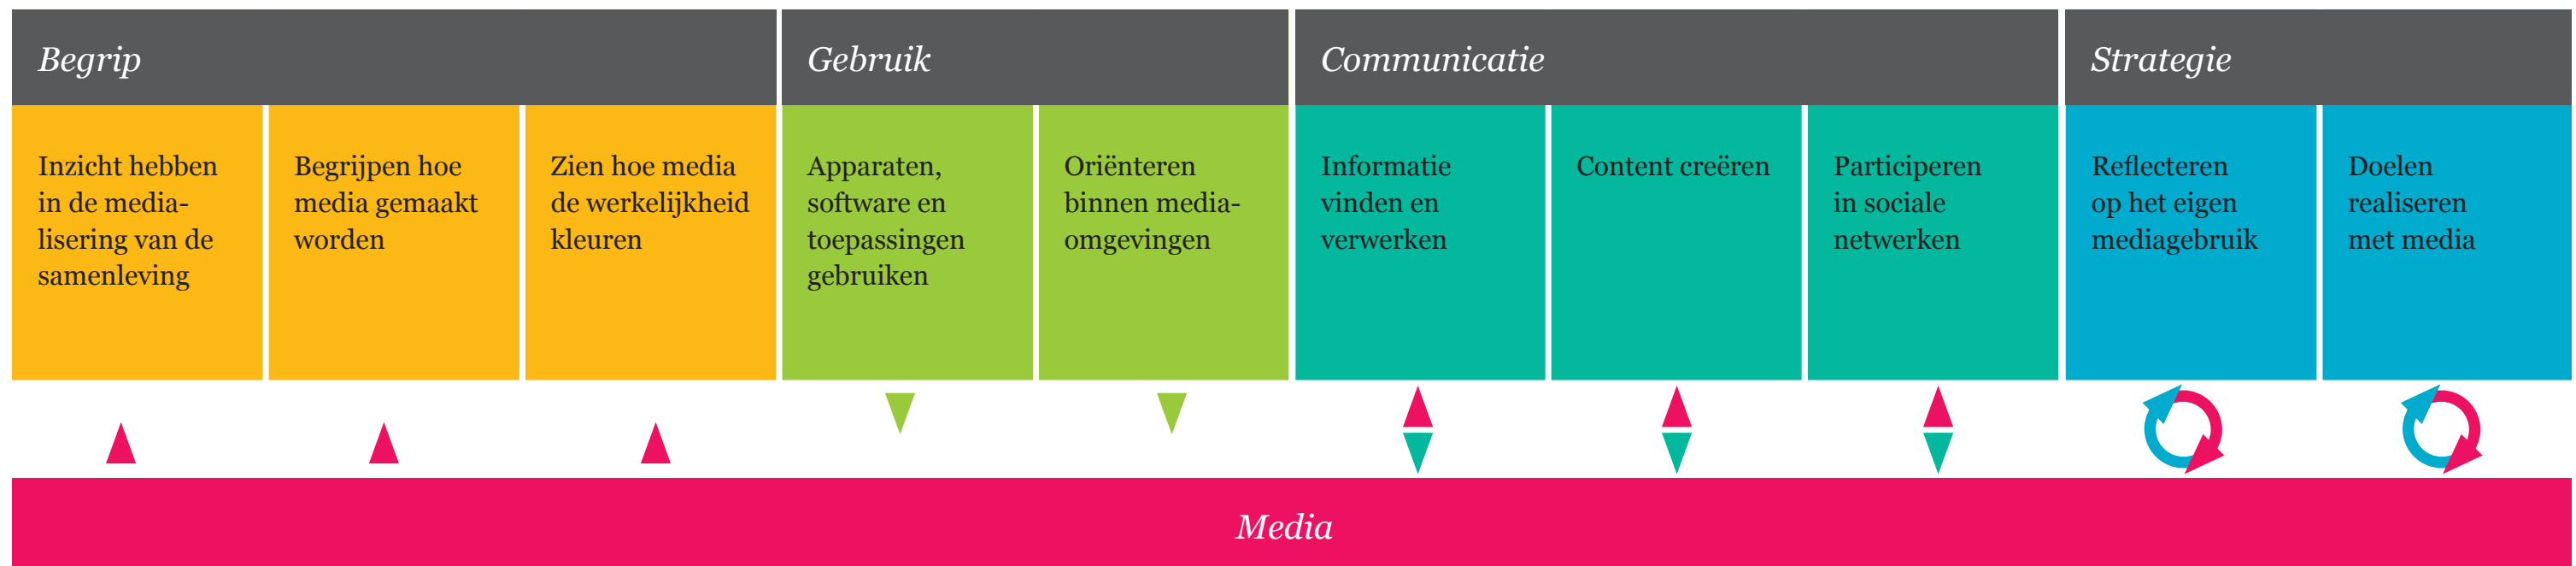 Begrip
Inzicht hebben
in de media-
lisering van de
samenleving
Begrijpen hoe
media gemaakt
worden
Zien hoe media
de werkelijkheid
kleuren
Gebruik
Apparaten,
software en
toepassingen
gebruiken
Oriënteren
binnen media-
omgevingen
Communicatie
Informatie
vinden en
verwerken
Content creëren
Participeren
in sociale
netwerken
Strategie
Reflecteren
op het eigen
mediagebruik
Doelen
realiseren
met media
Media